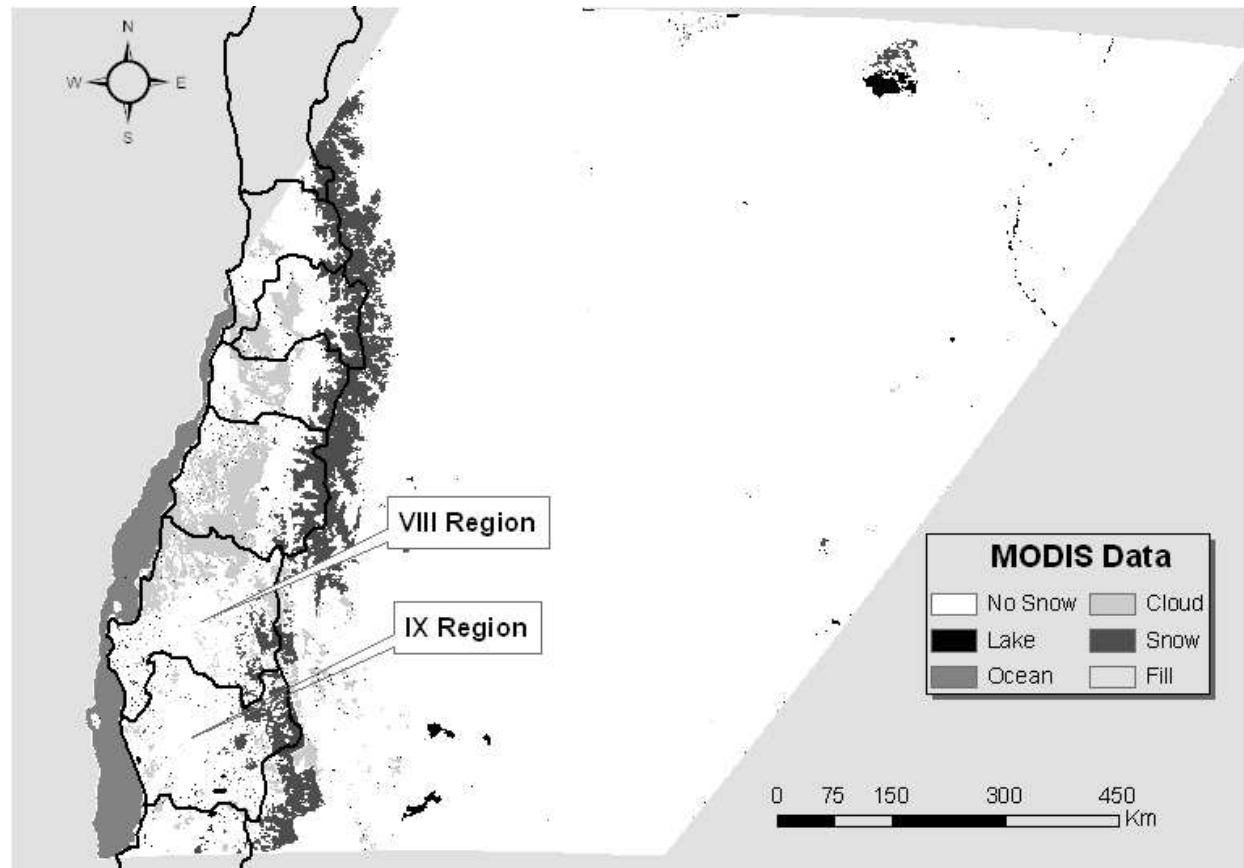 N
W E
S
VIII Region
IX Region
MODIS Data
No Snow Cloud
Lake Snow
Ocean Fill
0 75 150 300 450
Km